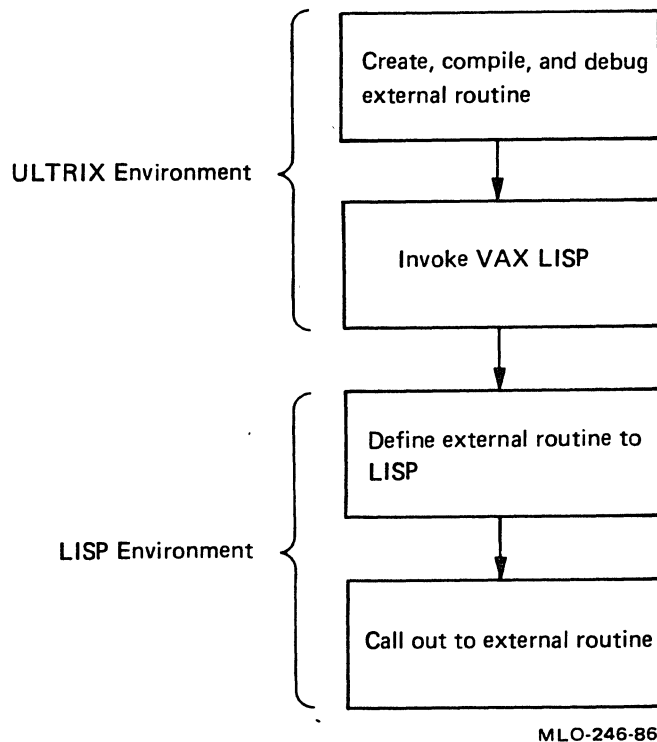 Create, compile, and debug
external routine
ULTRIX Environment
Invoke VAX LISP
Define external routine to
LISP
LISP Environment
Call out to external routine
MLO-246-86